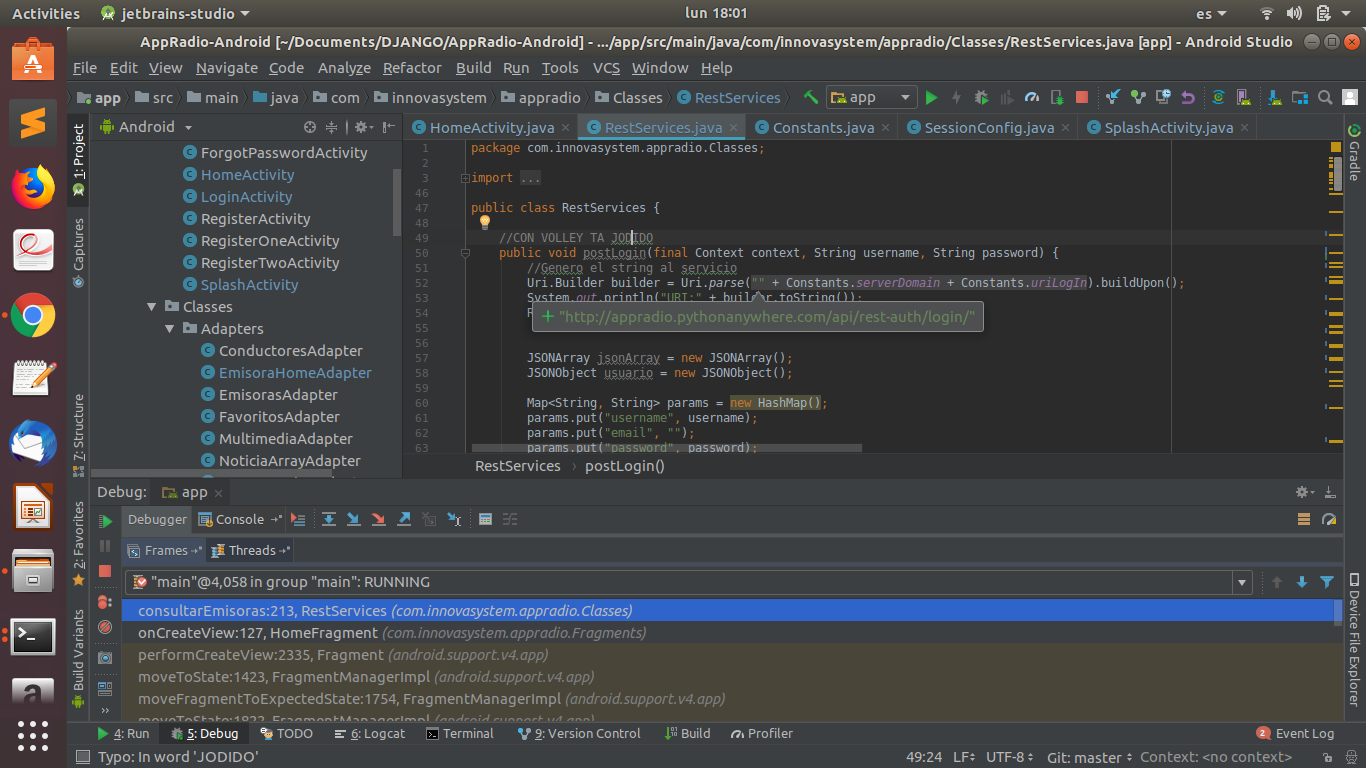 Activities jetbrains-studio lun 18:01 es
AppRadio-Android [~/Documents/DJANGO/AppRadio-Android] - .../app/src/main/java/com/innovasystem/appradio/Classes/RestServices.java [app] - Android Studio
File Edit View Navigate Code Analyze Refactor Build Run Tools VCS Window Help
app src main java com innovasystem appradio Classes RestServices app
1: Project
Captures
7: Structure
2: Favorites
Build Variants
Android
ForgotPasswordActivity
HomeActivity
LoginActivity
RegisterActivity
RegisterOneActivity
RegisterTwoActivity
SplashActivity
Classes
Adapters
ConductoresAdapter
EmisoraHomeAdapter
EmisorasAdapter
FavoritosAdapter
MultimediaAdapter
NoticiaArrayAdapter
HomeActivity.java RestServices.java Constants.java SessionConfig.java SplashActivity.java
1 package com.innovasystem.appradio.Classes;
2
3 import ...
46
47 public class RestServices {
48
49 //CON VOLLEY TA JODIDO
50 public void postLogin(final Context context, String username, String password) {
51 //Genero el string al servicio
52 Uri.Builder builder = Uri.parse("" + Constants.serverDomain + Constants.uriLogIn).buildUpon();
53 System.out.println("URI:" + builder.toString());
54
+ "http://appradio.pythonanywhere.com/api/rest-auth/login/"
55
56
57 JSONArray jsonArray = new JSONArray();
58 JSONObject usuario = new JSONObject();
59
60 Map<String, String> params = new HashMap();
61 params.put("username", username);
62 params.put("email", "");
63 params.put("password", password);
RestServices › postLogin()
Gradle
Device File Explorer
Debug: app
Debugger Console
Frames Threads
"main"@4,058 in group "main": RUNNING
consultarEmisoras:213, RestServices (com.innovasystem.appradio.Classes)
onCreateView:127, HomeFragment (com.innovasystem.appradio.Fragments)
performCreateView:2335, Fragment (android.support.v4.app)
moveToState:1423, FragmentManagerImpl (android.support.v4.app)
moveFragmentToExpectedState:1754, FragmentManagerImpl (android.support.v4.app)
moveToState:1822, FragmentManagerImpl (android.support.v4.app)
4: Run 5: Debug TODO 6: Logcat Terminal 9: Version Control Build Profiler 2 Event Log
Typo: In word 'JODIDO' 49:24 LF UTF-8 Git: master Context: <no context>